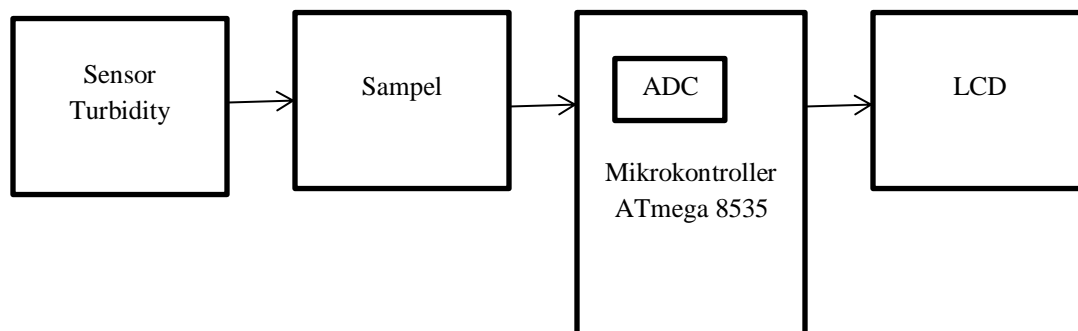 Sensor
Turbidity
Sampel
ADC
Mikrokontroller
ATmega 8535
LCD